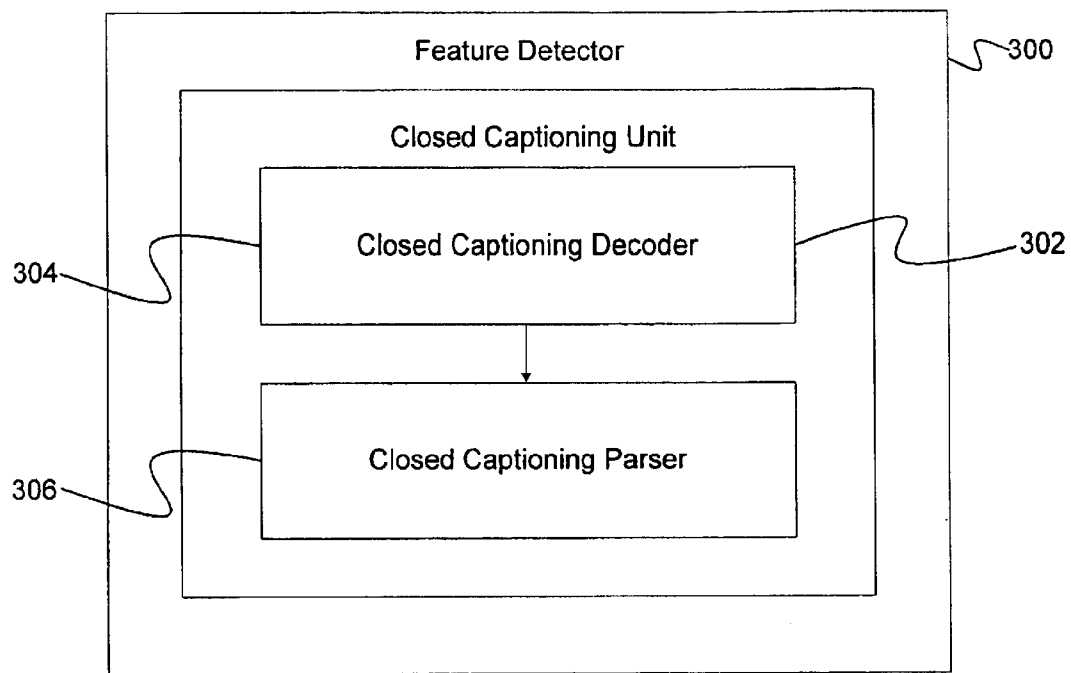 Feature Detector
300
Closed Captioning Unit
Closed Captioning Decoder
304
302
Closed Captioning Parser
306